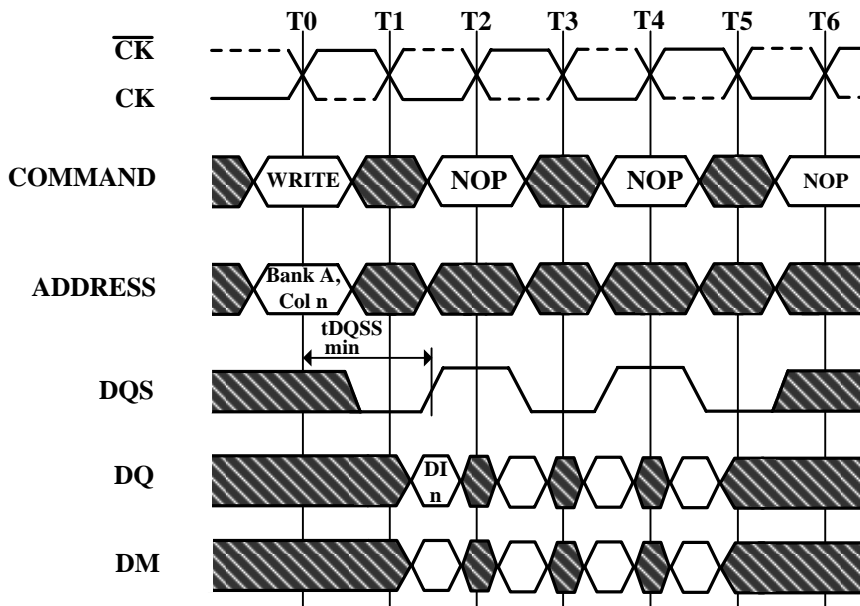 T0 T1 T2 T3 T4 T5 T6
CK
CK
COMMAND WRITE NOP NOP NOP
ADDRESS Bank A,
Col n
tDQSS
min
DQS
DQ DI
n
DM